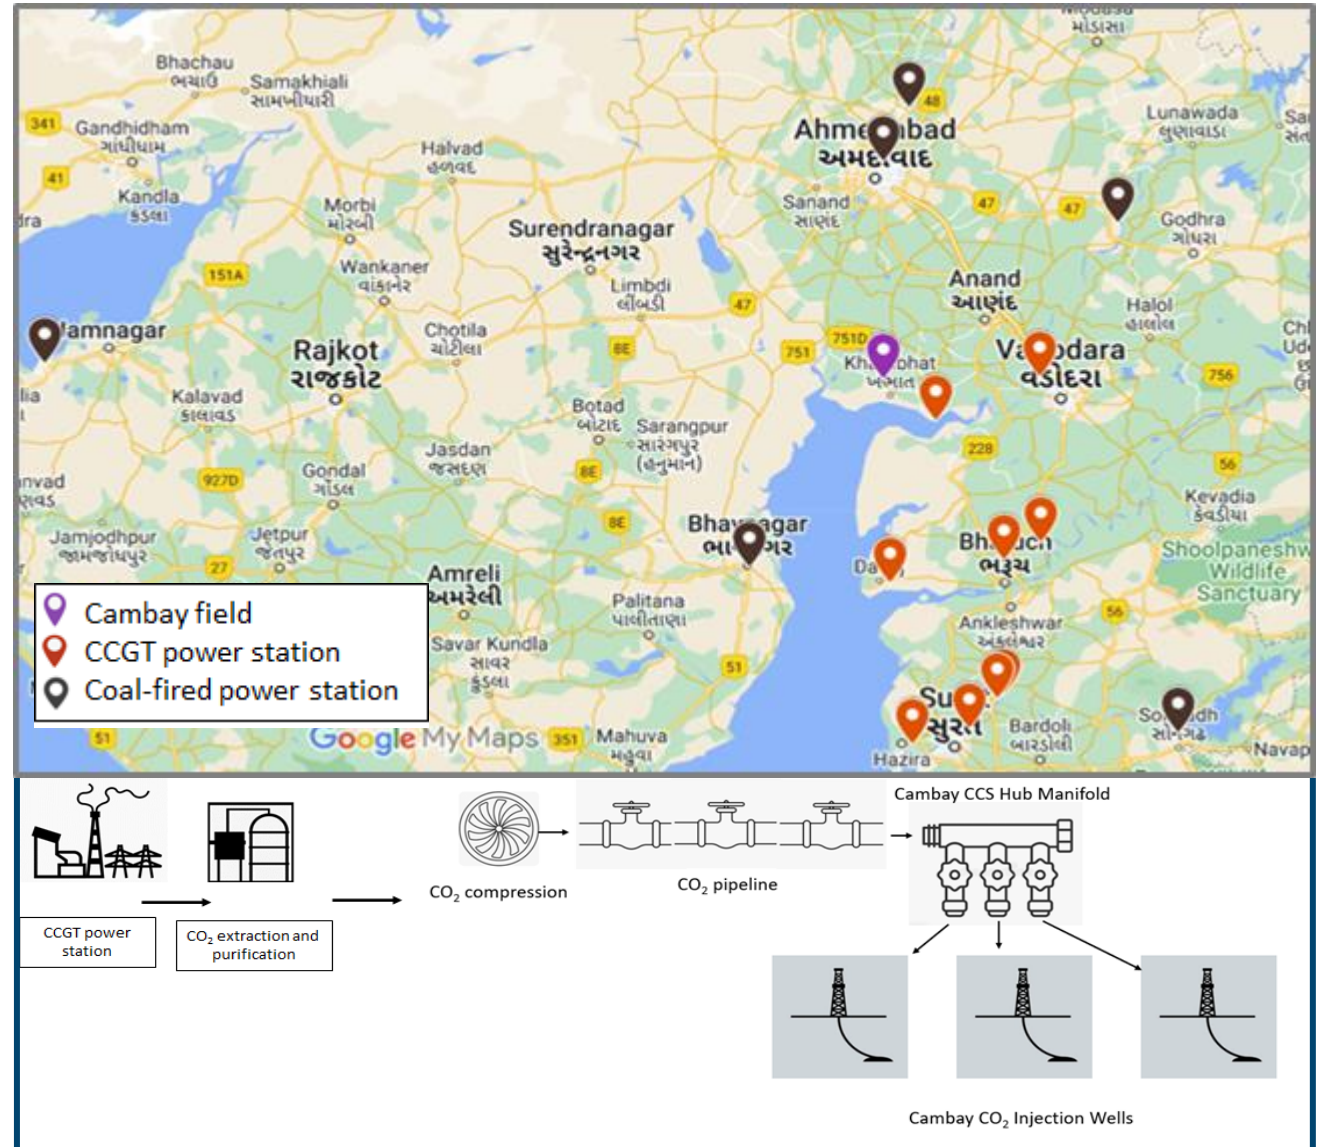 મોડાસા
Bhachau
ભચાઉ
Samakhiali
સામખીયારી
48
341
Gandhidham
ગાંધીધામ
Lunawada
લુણાવાડા
Halvad
હળવદ
અમદાવાદ
41
Kandla
કંડલા
Morbi
મોરબી
Sanand
સાણંદ
47
47
Godhra
ગોધરા
Surendranagar
સુરેન્દ્રનગર
151A
Wankaner
વાંકાનેર
Limbdi
લીંબડી
47
Anand
આણંદ
Halol
હાલોલ
Jamnagar
Chotila
ચોટીલા
8E
751D
751
Rajkot
રાજકોટ
ખંભાત
વડોદરા
756
Kalavad
કાલાવડ
Botad
બોટાદ
Sarangpur
સારંગપુર
(હનુમાન)
228
Jasdan
જસદણ
56
Gondal
ગોંડલ
927D
8E
Kevadia
કેવડીયા
8E
Jamjodhpur
જામજોધપુર
Jetpur
જેતપુર
ભરૂચ
Shoolpaneshw
Wildlife
Sanctuary
27
Amreli
અમરેલી
Palitana
પાલીતાણા
56
Ankleshwar
અંકલેશ્વર
Savar Kundla
સાવર
કુંડલા
51
Cambay field
CCGT power station
Coal-fired power station
સુરત
Bardoli
બારડોલી
Navap
51
Google My Maps
351
Mahuva
મહુવા
Hazira
Cambay CCS Hub Manifold
CO₂ compression
CO₂ pipeline
CCGT power
station
CO₂ extraction and
purification
Cambay CO₂ Injection Wells